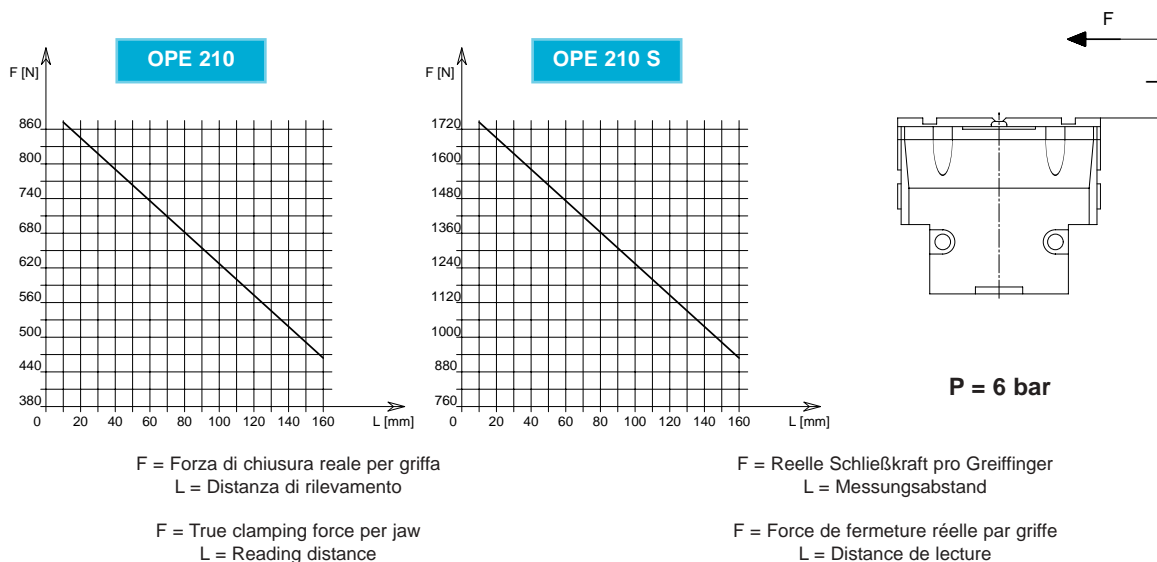 OPE 210
F [N]
860
800
740
680
620
560
500
440
380
0 20 40 60 80 100 120 140 160 L [mm]
OPE 210 S
F [N]
1720
1600
1480
1360
1240
1120
1000
880
760
0 20 40 60 80 100 120 140 160 L [mm]
F
P = 6 bar
F = Forza di chiusura reale per griffa
L = Distanza di rilevamento
F = Reelle Schließkraft pro Greiffinger
L = Messungsabstand
F = True clamping force per jaw
L = Reading distance
F = Force de fermeture réelle par griffe
L = Distance de lecture